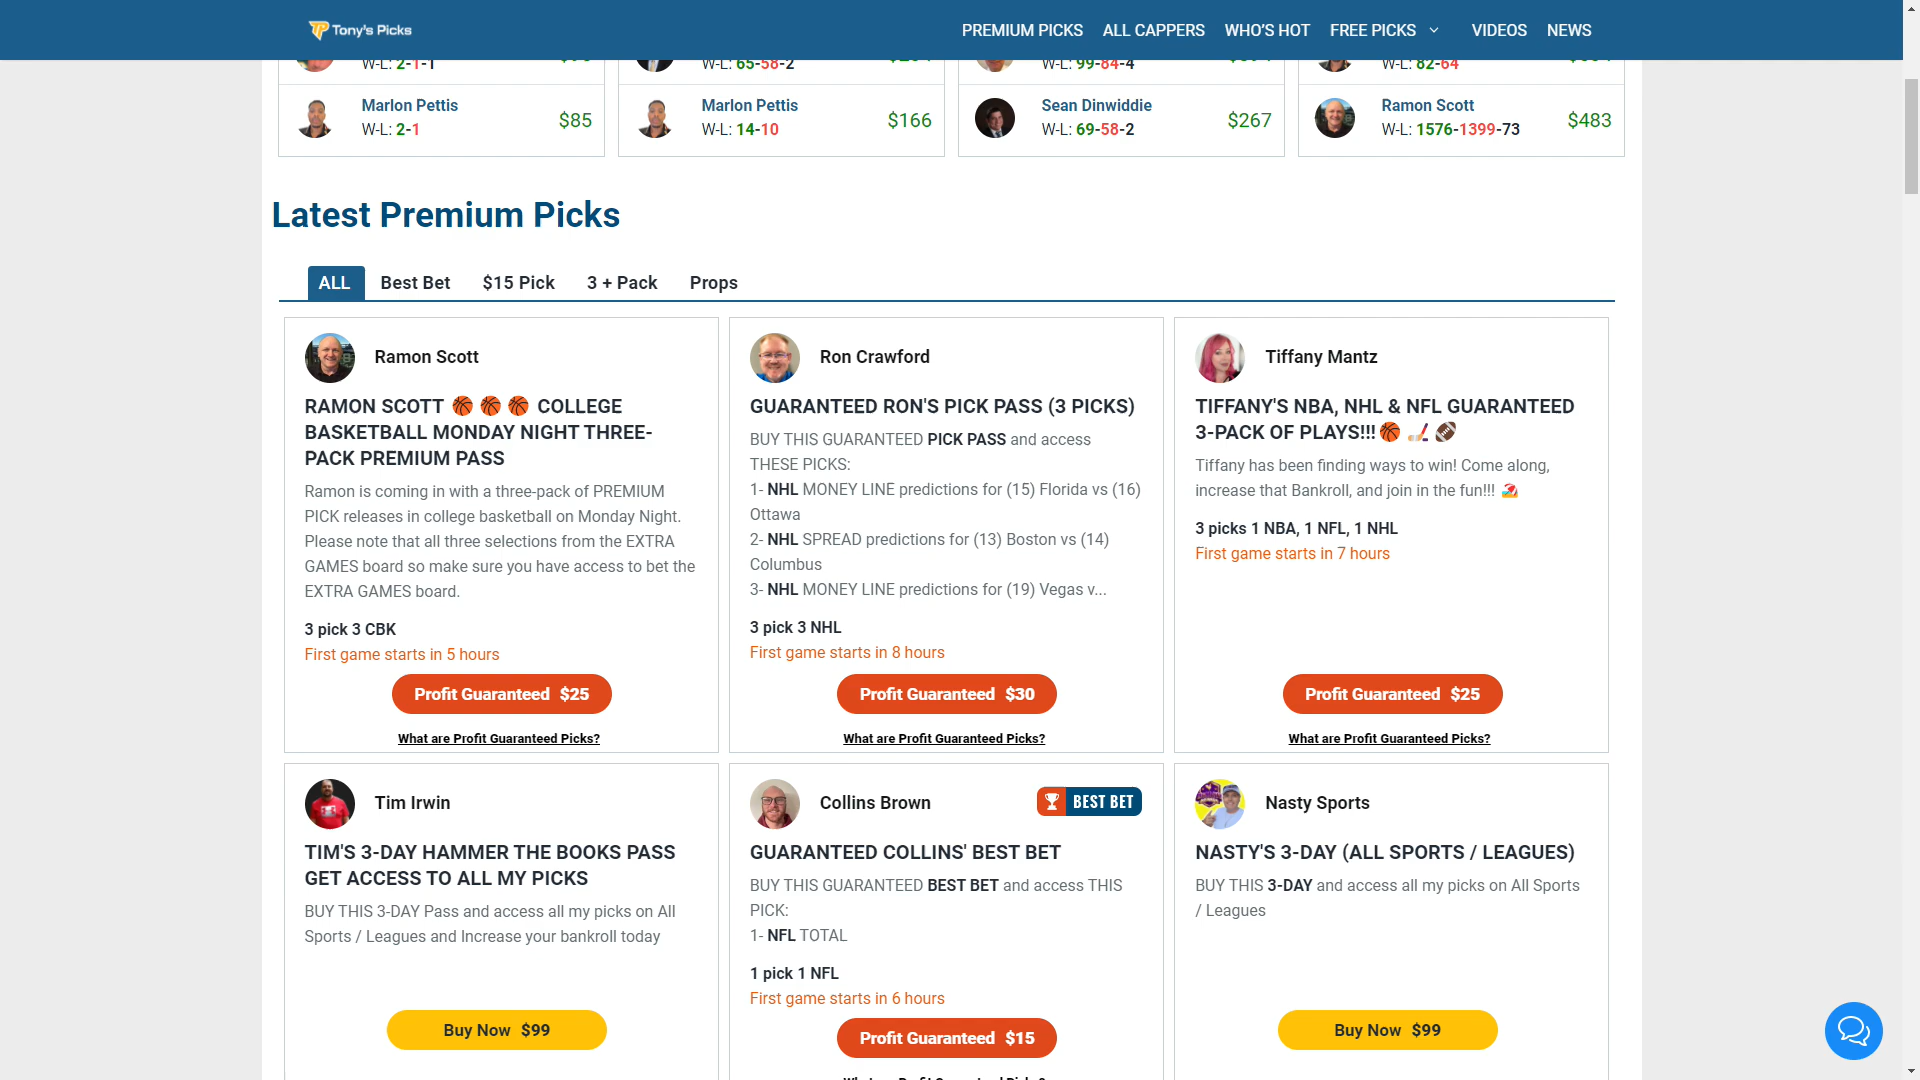 Tony's Picks
PREMIUM PICKS ALL CAPPERS WHO'S HOT FREE PICKS VIDEOS NEWS
W-L: 2-1-1
W-L: 65-58-2
W-L: 99-84-4
W-L: 82-64
Marlon Pettis
W-L: 2-1
$85
Marlon Pettis
W-L: 14-10
$166
Sean Dinwiddie
W-L: 69-58-2
$267
Ramon Scott
W-L: 1576-1399-73
$483
Latest Premium Picks
ALL Best Bet $15 Pick 3 + Pack Props
Ramon Scott
RAMON SCOTT 🏀 🏀 🏀 COLLEGE
BASKETBALL MONDAY NIGHT THREE-
PACK PREMIUM PASS
Ramon is coming in with a three-pack of PREMIUM
PICK releases in college basketball on Monday Night.
Please note that all three selections from the EXTRA
GAMES board so make sure you have access to bet the
EXTRA GAMES board.
3 pick 3 CBK
First game starts in 5 hours
Profit Guaranteed $25
What are Profit Guaranteed Picks?
Ron Crawford
GUARANTEED RON'S PICK PASS (3 PICKS)
BUY THIS GUARANTEED PICK PASS and access
THESE PICKS:
1- NHL MONEY LINE predictions for (15) Florida vs (16)
Ottawa
2- NHL SPREAD predictions for (13) Boston vs (14)
Columbus
3- NHL MONEY LINE predictions for (19) Vegas v...
3 pick 3 NHL
First game starts in 8 hours
Profit Guaranteed $30
What are Profit Guaranteed Picks?
Tiffany Mantz
TIFFANY'S NBA, NHL & NFL GUARANTEED
3-PACK OF PLAYS!!!🏀 🏒 🏈
Tiffany has been finding ways to win! Come along,
increase that Bankroll, and join in the fun!!! 🏖
3 picks 1 NBA, 1 NFL, 1 NHL
First game starts in 7 hours
Profit Guaranteed $25
What are Profit Guaranteed Picks?
Tim Irwin
TIM'S 3-DAY HAMMER THE BOOKS PASS
GET ACCESS TO ALL MY PICKS
BUY THIS 3-DAY Pass and access all my picks on All
Sports / Leagues and Increase your bankroll today
Buy Now $99
Collins Brown
BEST BET
GUARANTEED COLLINS' BEST BET
BUY THIS GUARANTEED BEST BET and access THIS
PICK:
1- NFL TOTAL
1 pick 1 NFL
First game starts in 6 hours
Profit Guaranteed $15
Nasty Sports
NASTY'S 3-DAY (ALL SPORTS / LEAGUES)
BUY THIS 3-DAY and access all my picks on All Sports
/ Leagues
Buy Now $99